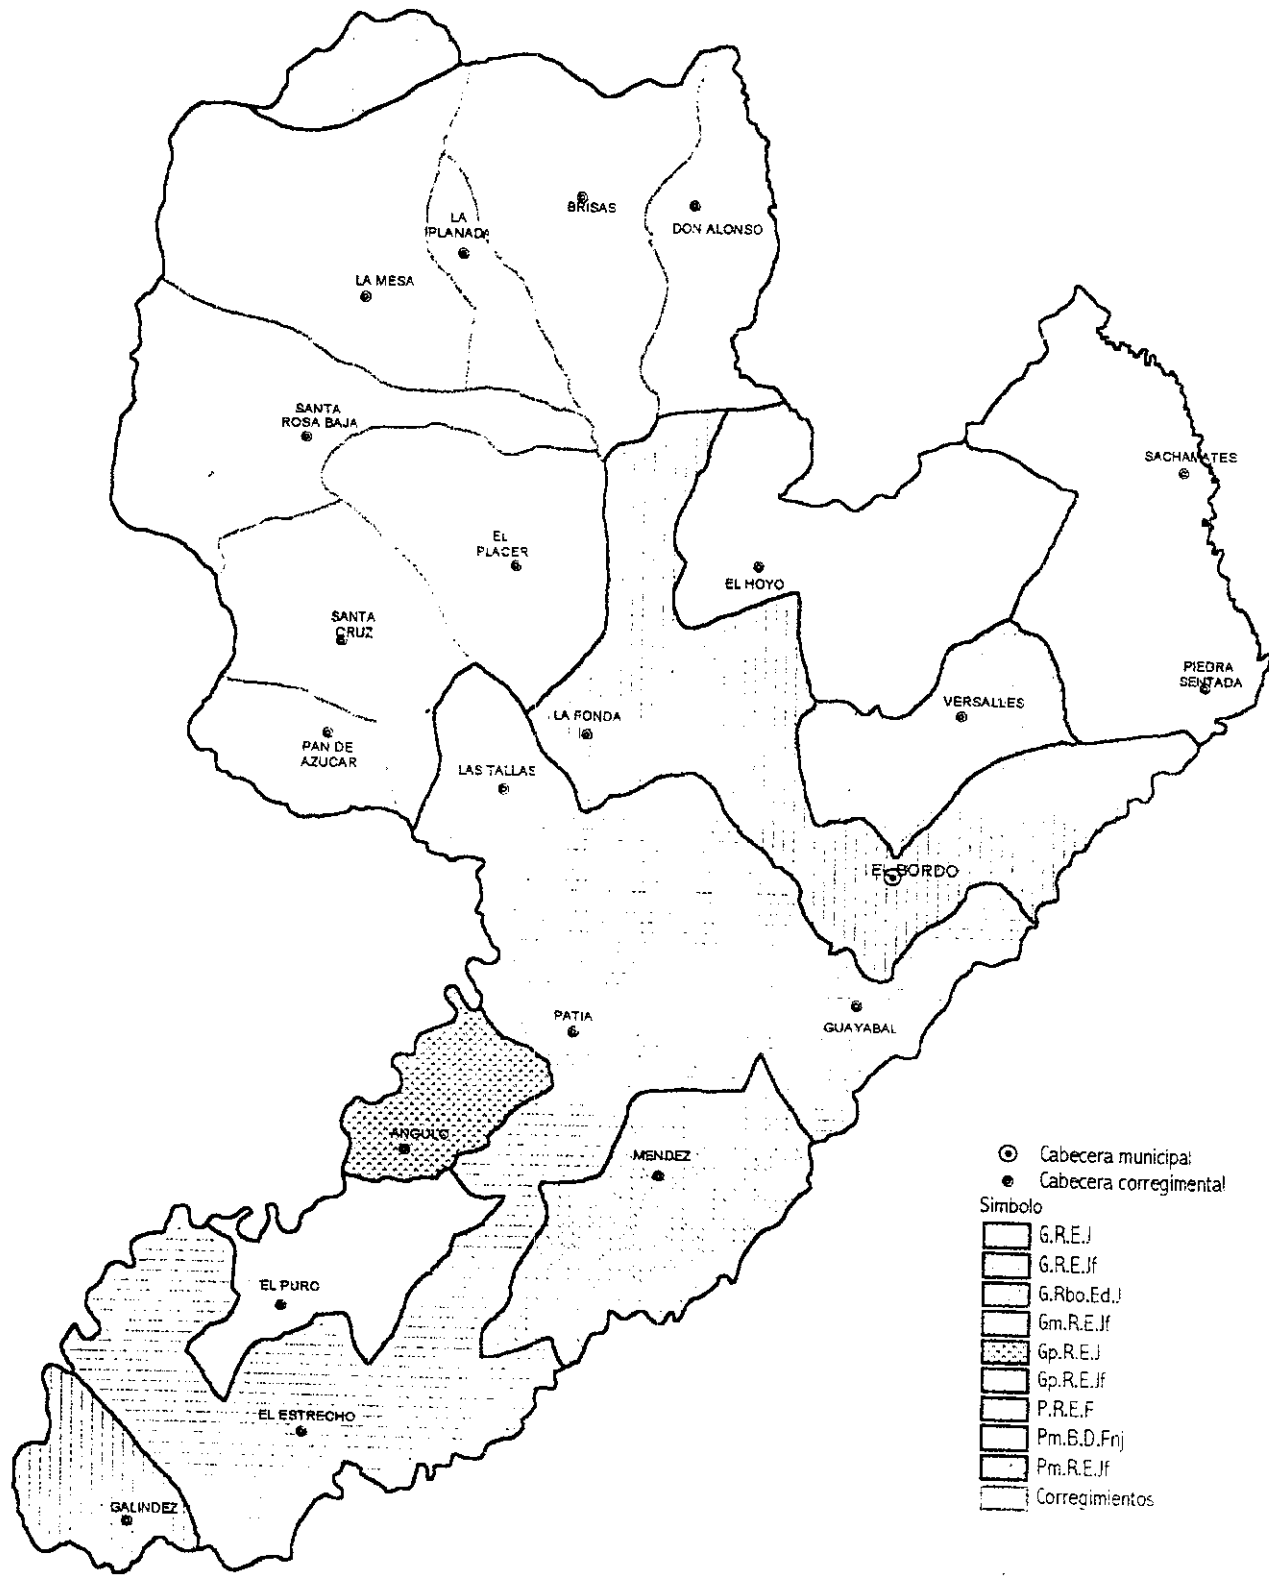 BRISAS
LA
PLANADA
DON ALONSO
LA MESA
SANTA
ROSA BAJA
SACHAMATES
EL
PLACER
EL HOYO
SANTA
CRUZ
PIEDRA
SENTADA
VERSALLES
LA FONDA
PAN DE
AZUCAR
LAS TALLAS
EL BORDO
PATIA
GUAYABAL
ANGULO
MENDEZ
EL PURO
EL ESTRECHO
GALINDEZ
Cabecera municipal
Cabecera corregimental
Simbolo
G.R.E.J
G.R.E.Jf
G.Rbo.Ed.J
Gm.R.E.Jf
Gp.R.E.J
Gp.R.E.Jf
P.R.E.F
Pm.B.D.Fnj
Pm.R.E.Jf
Corregimientos